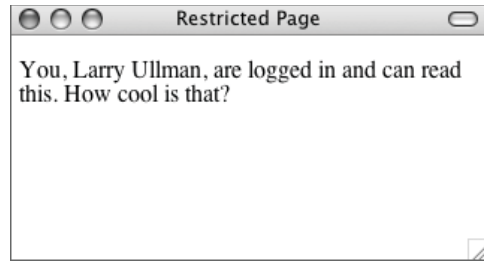 Restricted Page
You, Larry Ullman, are logged in and can read
this. How cool is that?